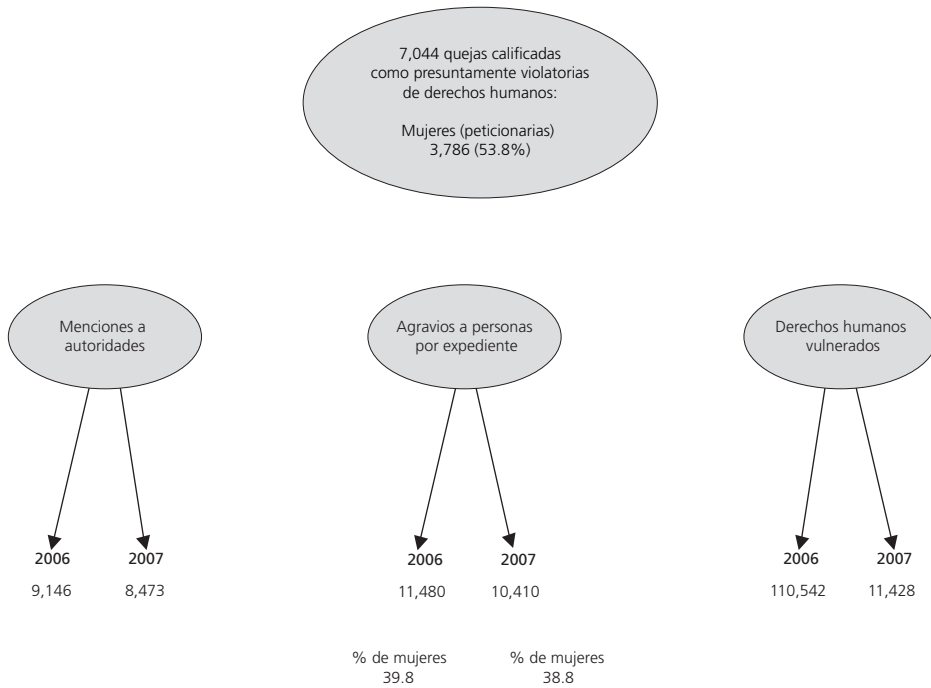 7,044 quejas calificadas
como presuntamente violatorias
de derechos humanos:
Mujeres (peticionarias)
3,786 (53.8%)
Menciones a
autoridades
Agravios a personas
por expediente
Derechos humanos
vulnerados
2006 2007
9,146 8,473
2006 2007
11,480 10,410
2006 2007
110,542 11,428
% de mujeres
39.8
% de mujeres
38.8